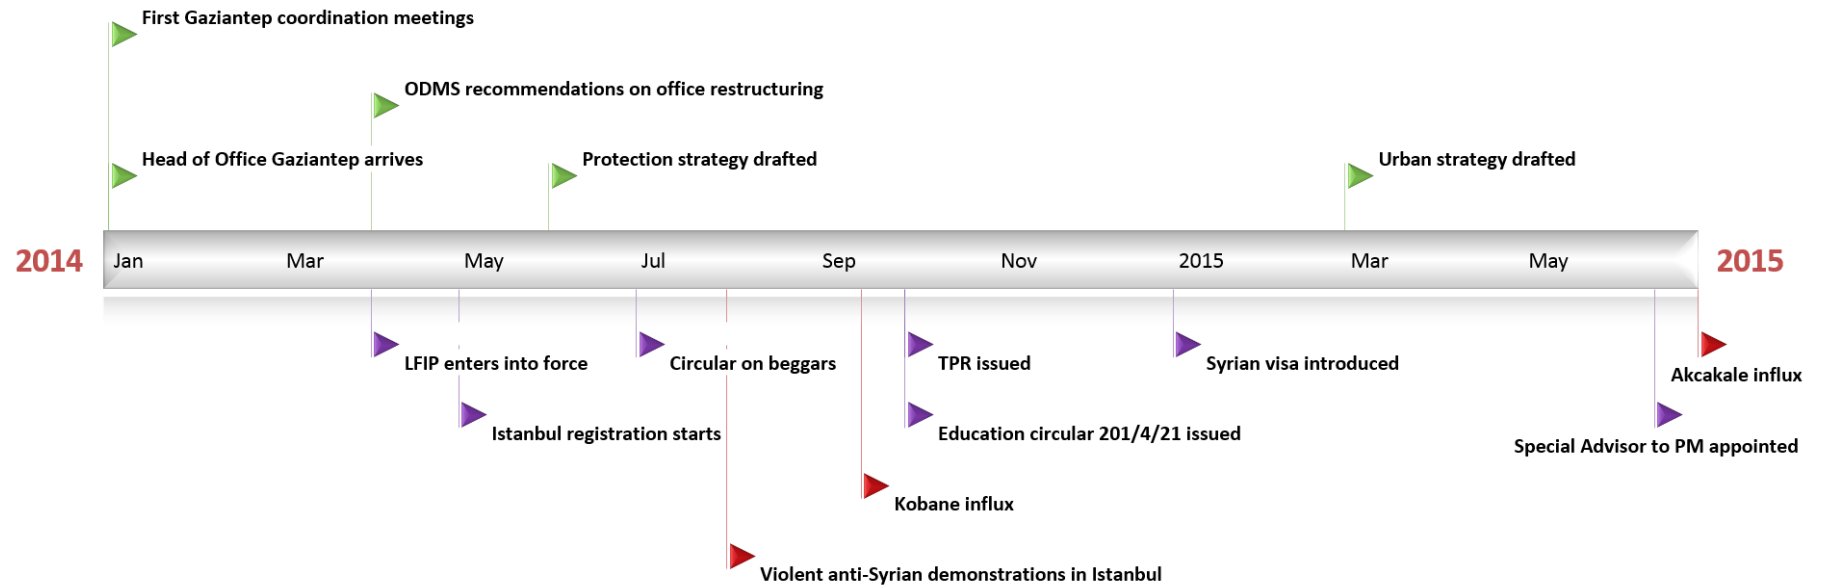 First Gaziantep coordination meetings
ODMS recommendations on office restructuring
Head of Office Gaziantep arrives
Protection strategy drafted
Urban strategy drafted
2014
Jan
Mar
May
Jul
Sep
Nov
2015
Mar
May
2015
LFIP enters into force
Circular on beggars
TPR issued
Syrian visa introduced
Akcakale influx
Istanbul registration starts
Education circular 201/4/21 issued
Special Advisor to PM appointed
Kobane influx
Violent anti-Syrian demonstrations in Istanbul